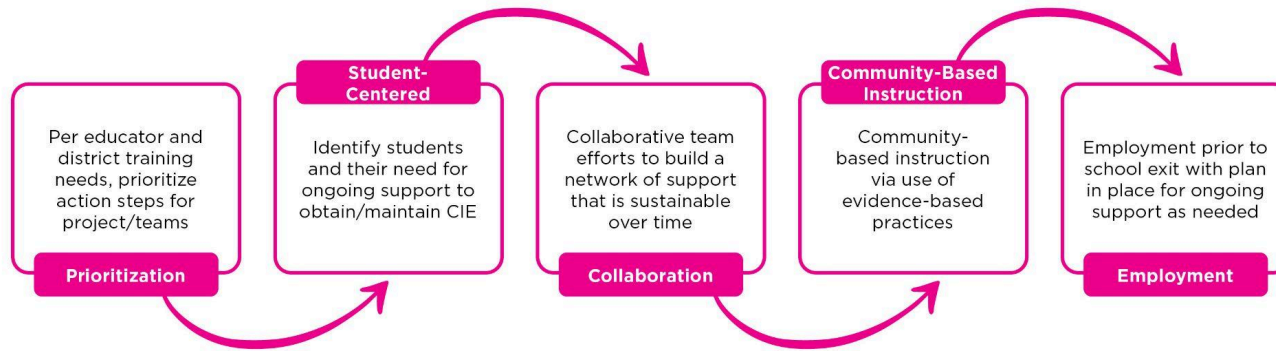 Per educator and
district training
needs, prioritize
action steps for
project/teams
Prioritization
Student-
Centered
Identify students
and their need for
ongoing support to
obtain/maintain CIE
Collaborative team
efforts to build a
network of support
that is sustainable
over time
Collaboration
Community-Based
Instruction
Community-
based instruction
via use of
evidence-based
practices
Employment prior to
school exit with plan
in place for ongoing
support as needed
Employment